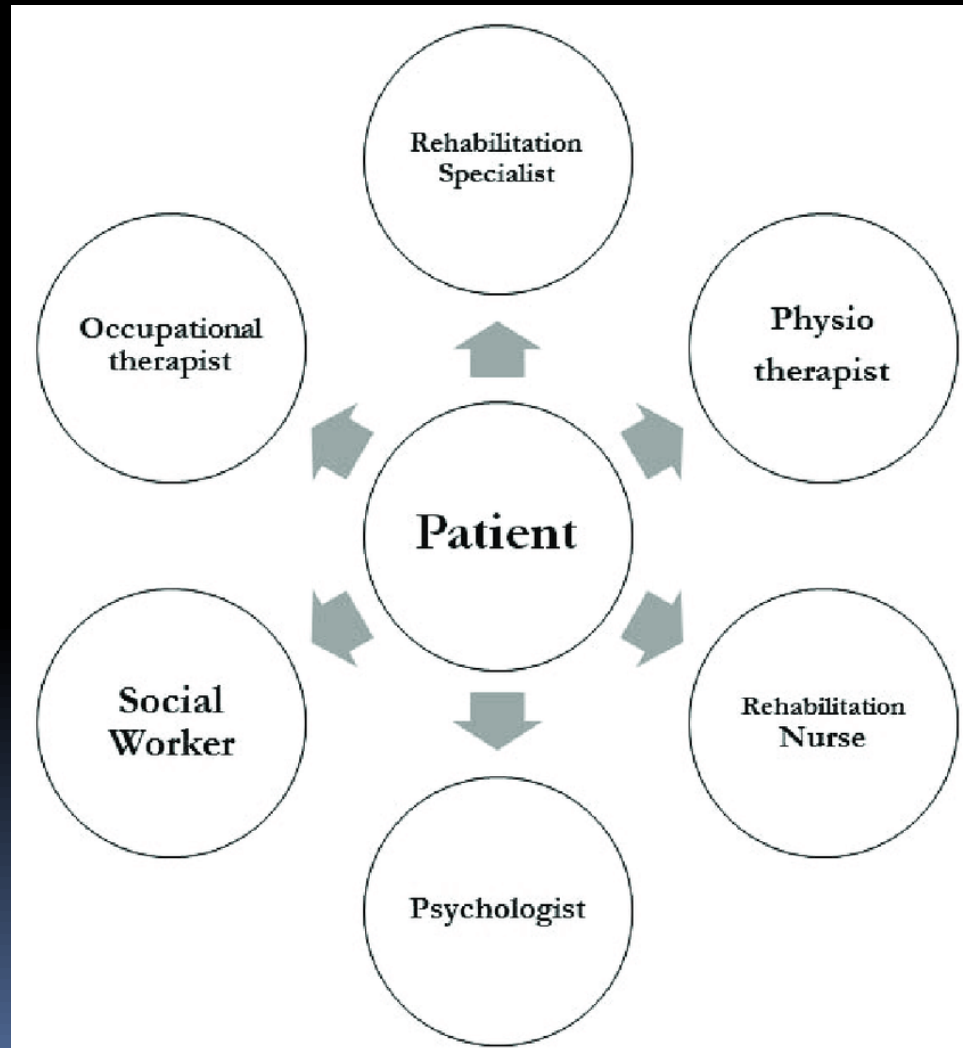 Rehabilitation
Specialist
Physio
therapist
Rehabilitation
Nurse
Psychologist
Social
Worker
Occupational
therapist
Patient